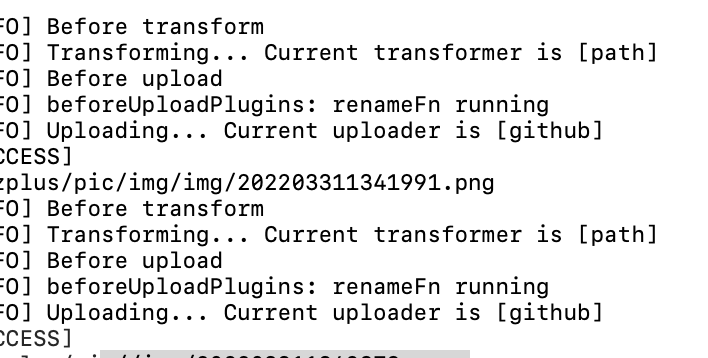 FO] Before transform
FO] Transforming... Current transformer is [path]
FO] Before upload
FO] beforeUploadPlugins: renameFn running
FO] Uploading... Current uploader is [github]
CCESS]
zplus/pic/img/img/202203311341991.png
FO] Before transform
FO] Transforming... Current transformer is [path]
FO] Before upload
FO] beforeUploadPlugins: renameFn running
FO] Uploading... Current uploader is [github]
CCESS]